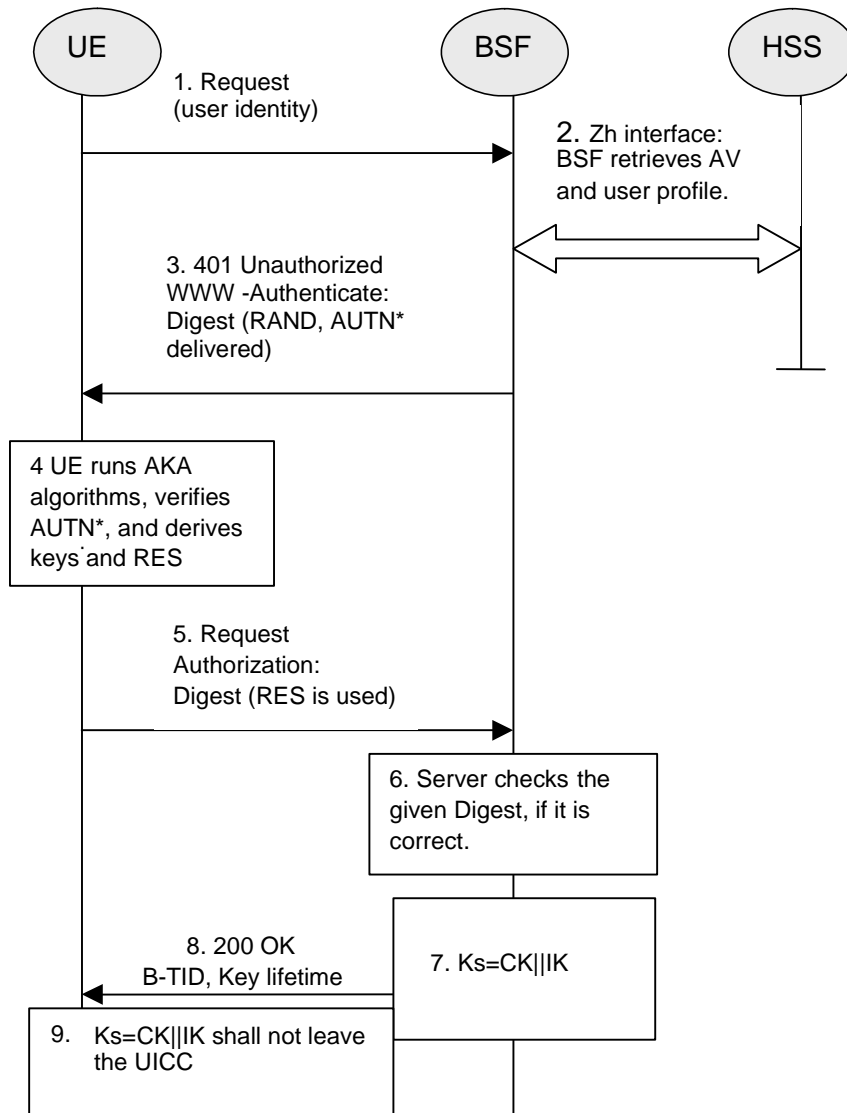 UE
BSF
HSS
1. Request
(user identity)
2. Zh interface:
BSF retrieves AV
and user profile.
3. 401 Unauthorized
WWW -Authenticate:
Digest (RAND, AUTN*
delivered)
4 UE runs AKA
algorithms, verifies
AUTN*, and derives
keys and RES
5. Request
Authorization:
Digest (RES is used)
6. Server checks the
given Digest, if it is
correct.
7. Ks=CK||IK
8. 200 OK
B-TID, Key lifetime
9. Ks=CK||IK shall not leave
the UICC